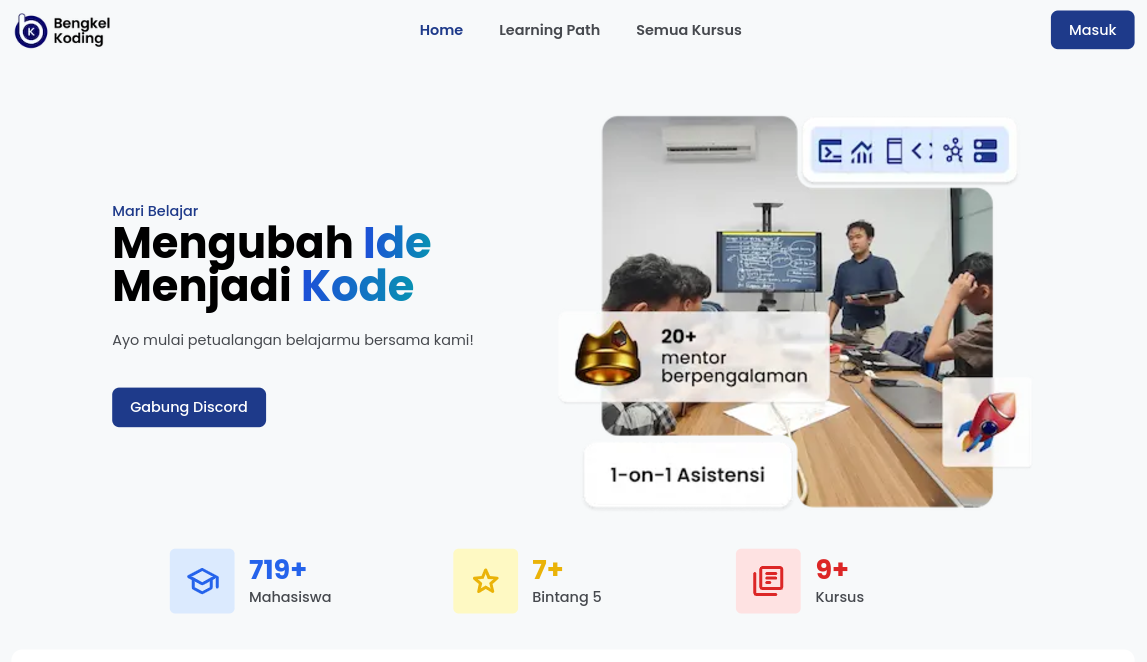 Bengkel
Koding
Home
Learning Path
Semua Kursus
Masuk
Mari Belajar
Mengubah Ide
Menjadi Kode
Ayo mulai petualangan belajarmu bersama kami!
Gabung Discord
20+
mentor
berpengalaman
1-on-1 Asistensi
719+
Mahasiswa
7+
Bintang 5
9+
Kursus